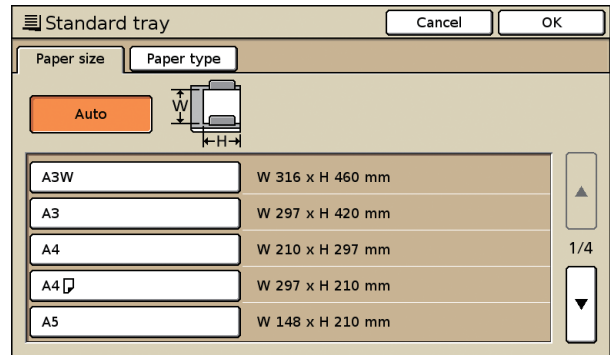 Standard tray
Cancel
OK
Paper size
Paper type
Auto
W
H
A3W W 316 x H 460 mm
A3 W 297 x H 420 mm
A4 W 210 x H 297 mm
1/4
A4 W 297 x H 210 mm
A5 W 148 x H 210 mm